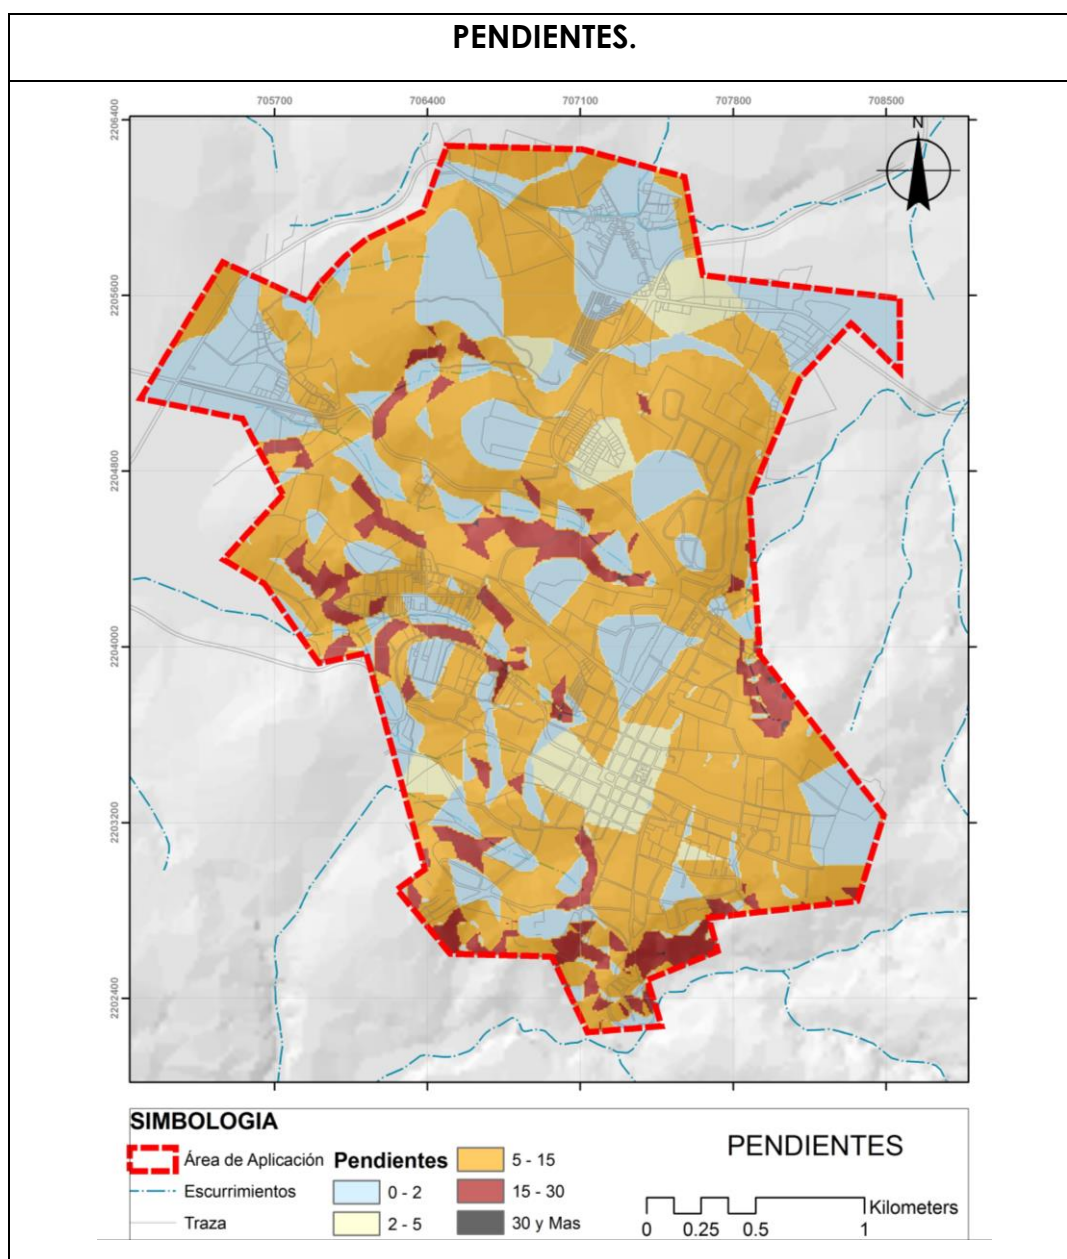 PENDIENTES.
705700 706400 707100 707800 708500
2206400
N
2205600
2204800
2204000
2203200
2202400
SIMBOLOGIA
Área de Aplicación
Escurrimientos
Traza
Pendientes
0 - 2
2 - 5
5 - 15
15 - 30
30 y Mas
PENDIENTES
Kilometers
0 0.25 0.5 1